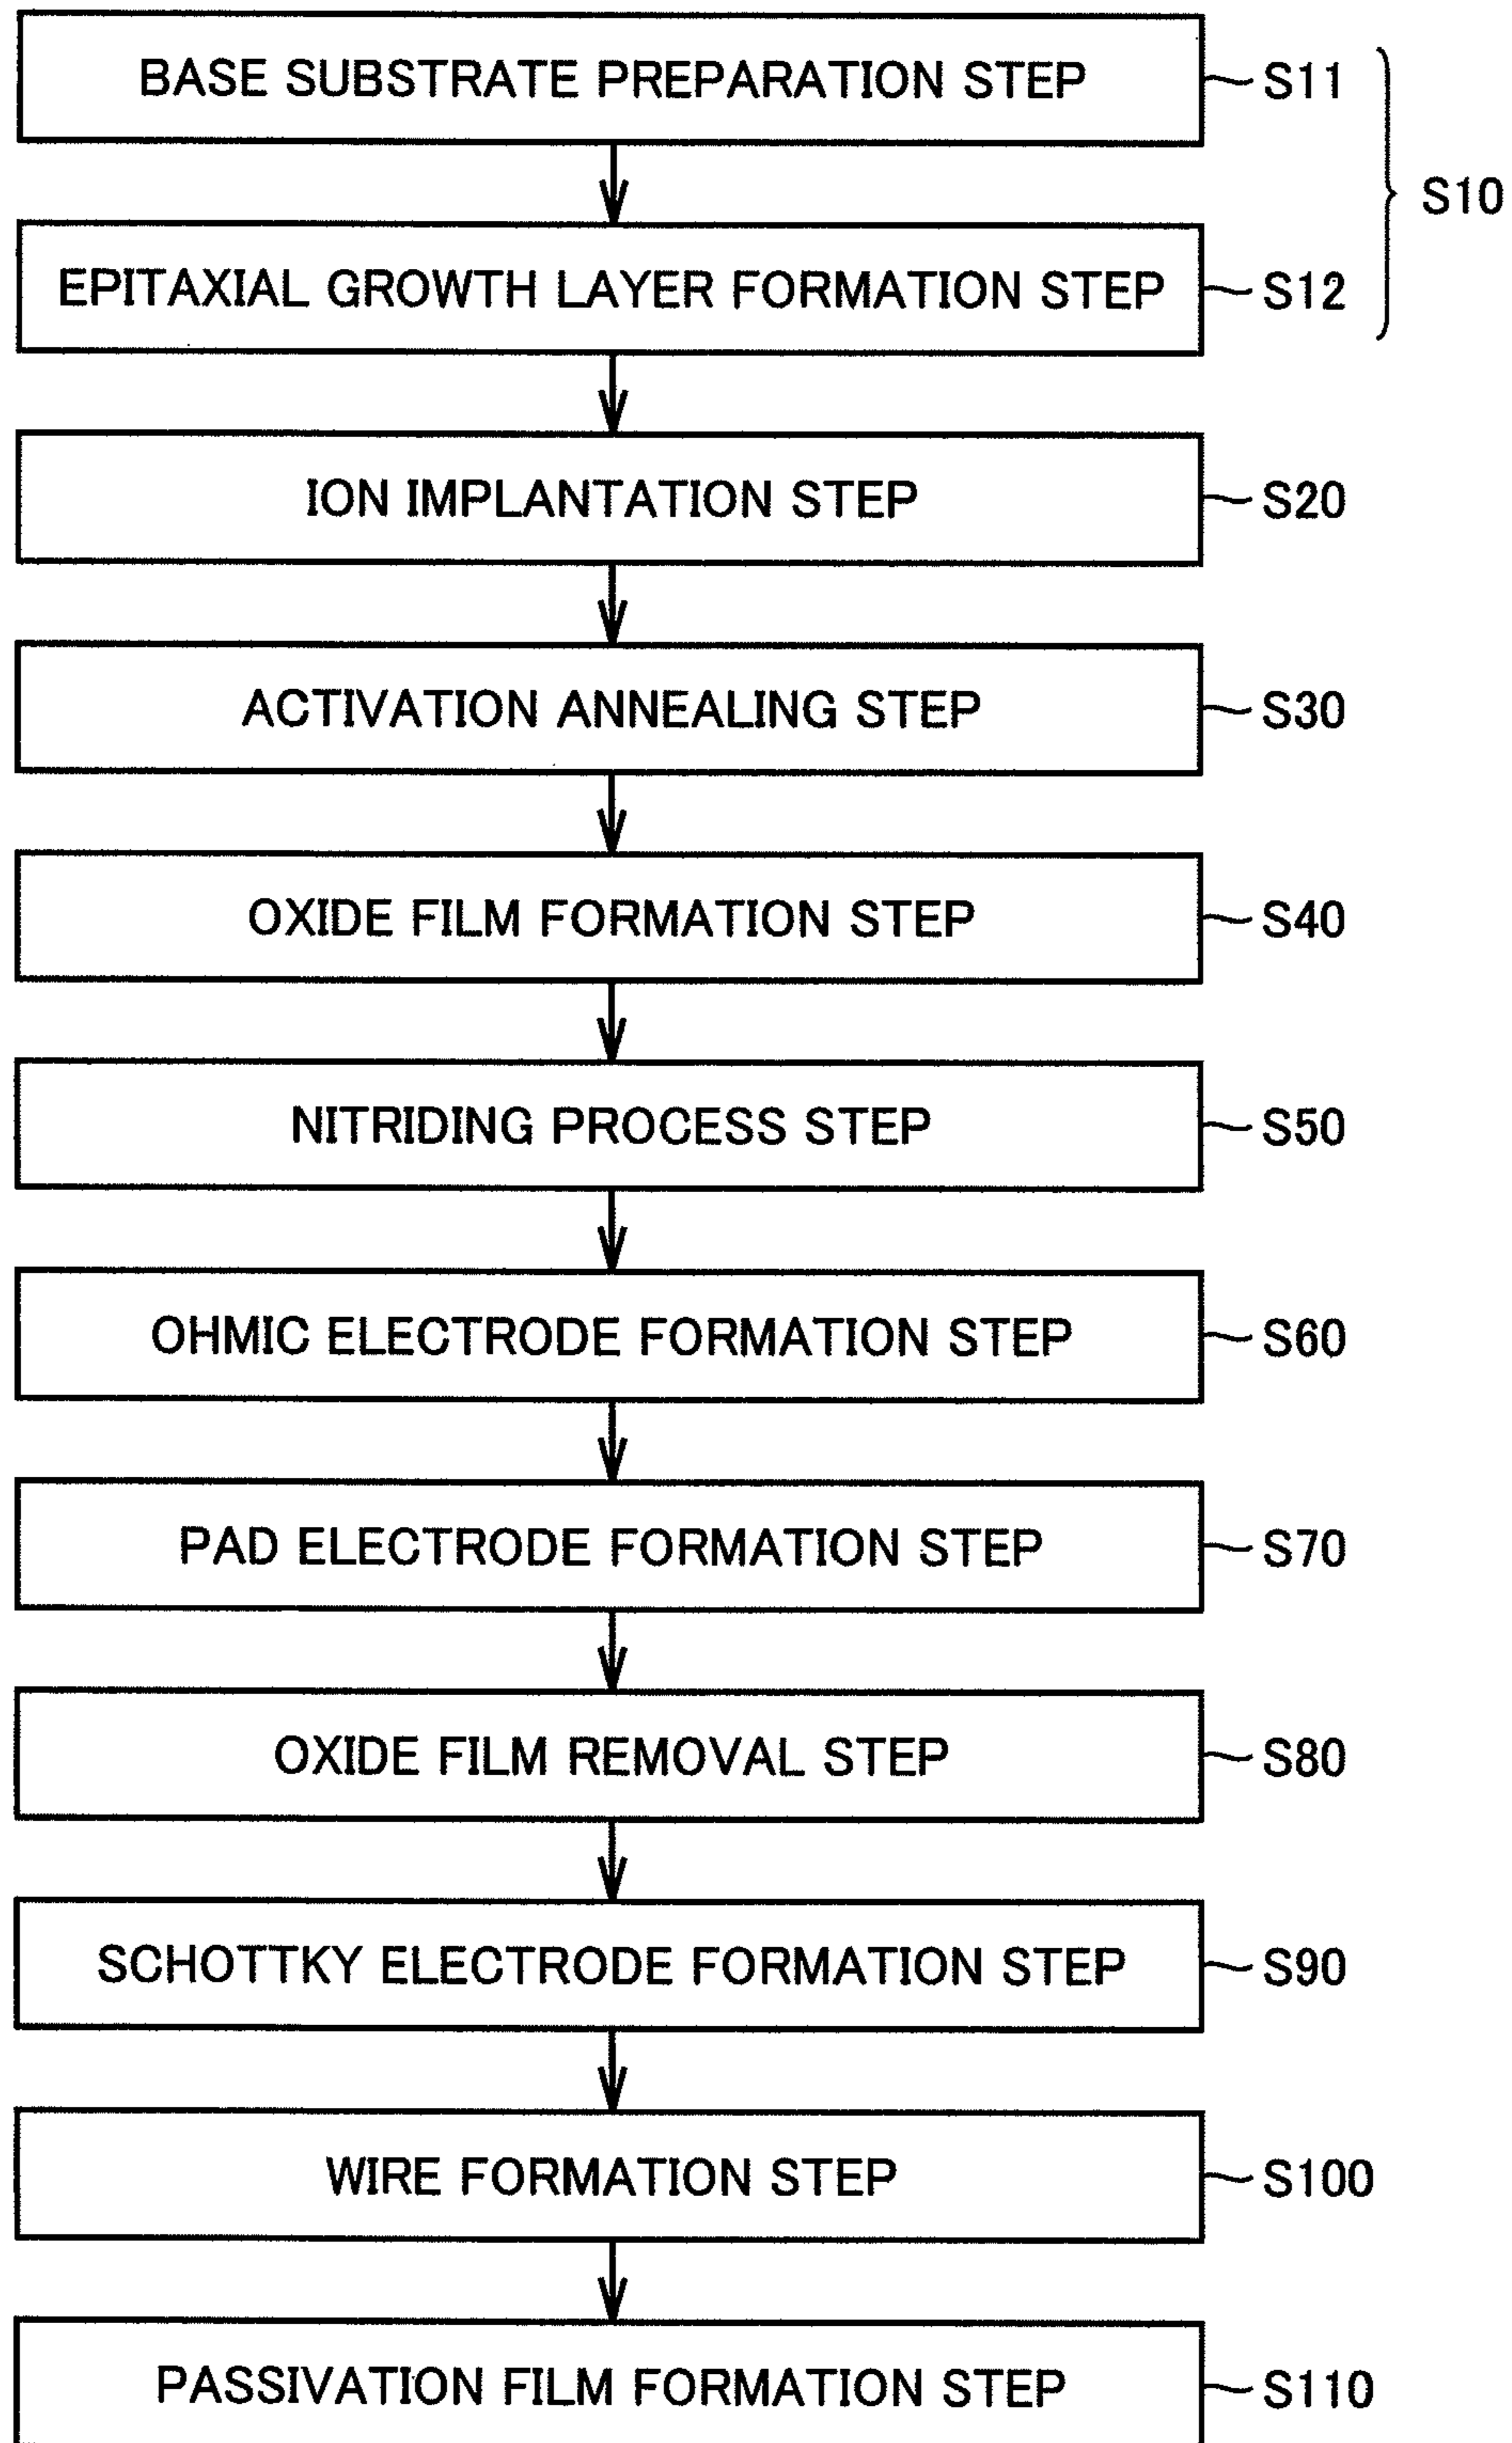 BASE SUBSTRATE PREPARATION STEP S11
S10
EPITAXIAL GROWTH LAYER FORMATION STEP S12
ION IMPLANTATION STEP S20
ACTIVATION ANNEALING STEP S30
OXIDE FILM FORMATION STEP S40
NITRIDING PROCESS STEP S50
OHMIC ELECTRODE FORMATION STEP S60
PAD ELECTRODE FORMATION STEP S70
OXIDE FILM REMOVAL STEP S80
SCHOTTKY ELECTRODE FORMATION STEP S90
WIRE FORMATION STEP S100
PASSIVATION FILM FORMATION STEP S110